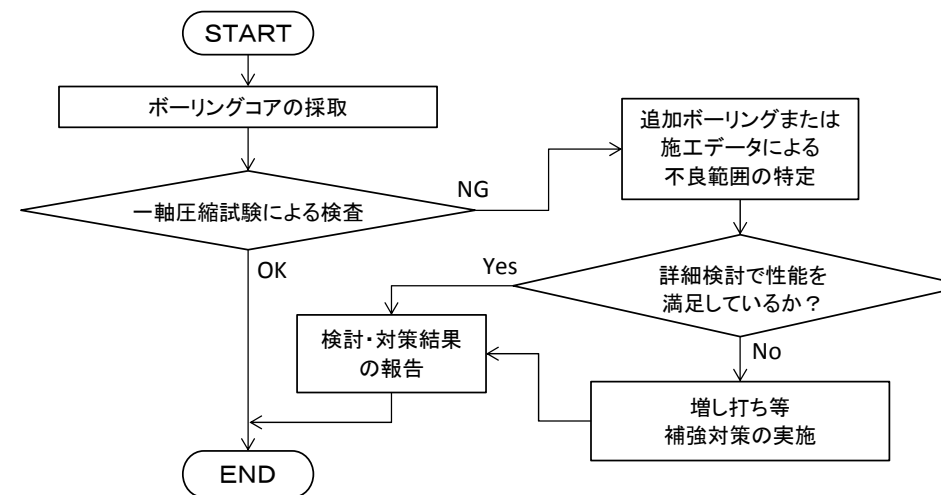 START
ボーリングコアの採取
一軸圧縮試験による検査
NG
OK
追加ボーリングまたは
施工データによる
不良範囲の特定
詳細検討で性能を
満足しているか？
Yes
No
検討・対策結果
の報告
増し打ち等
補強対策の実施
END